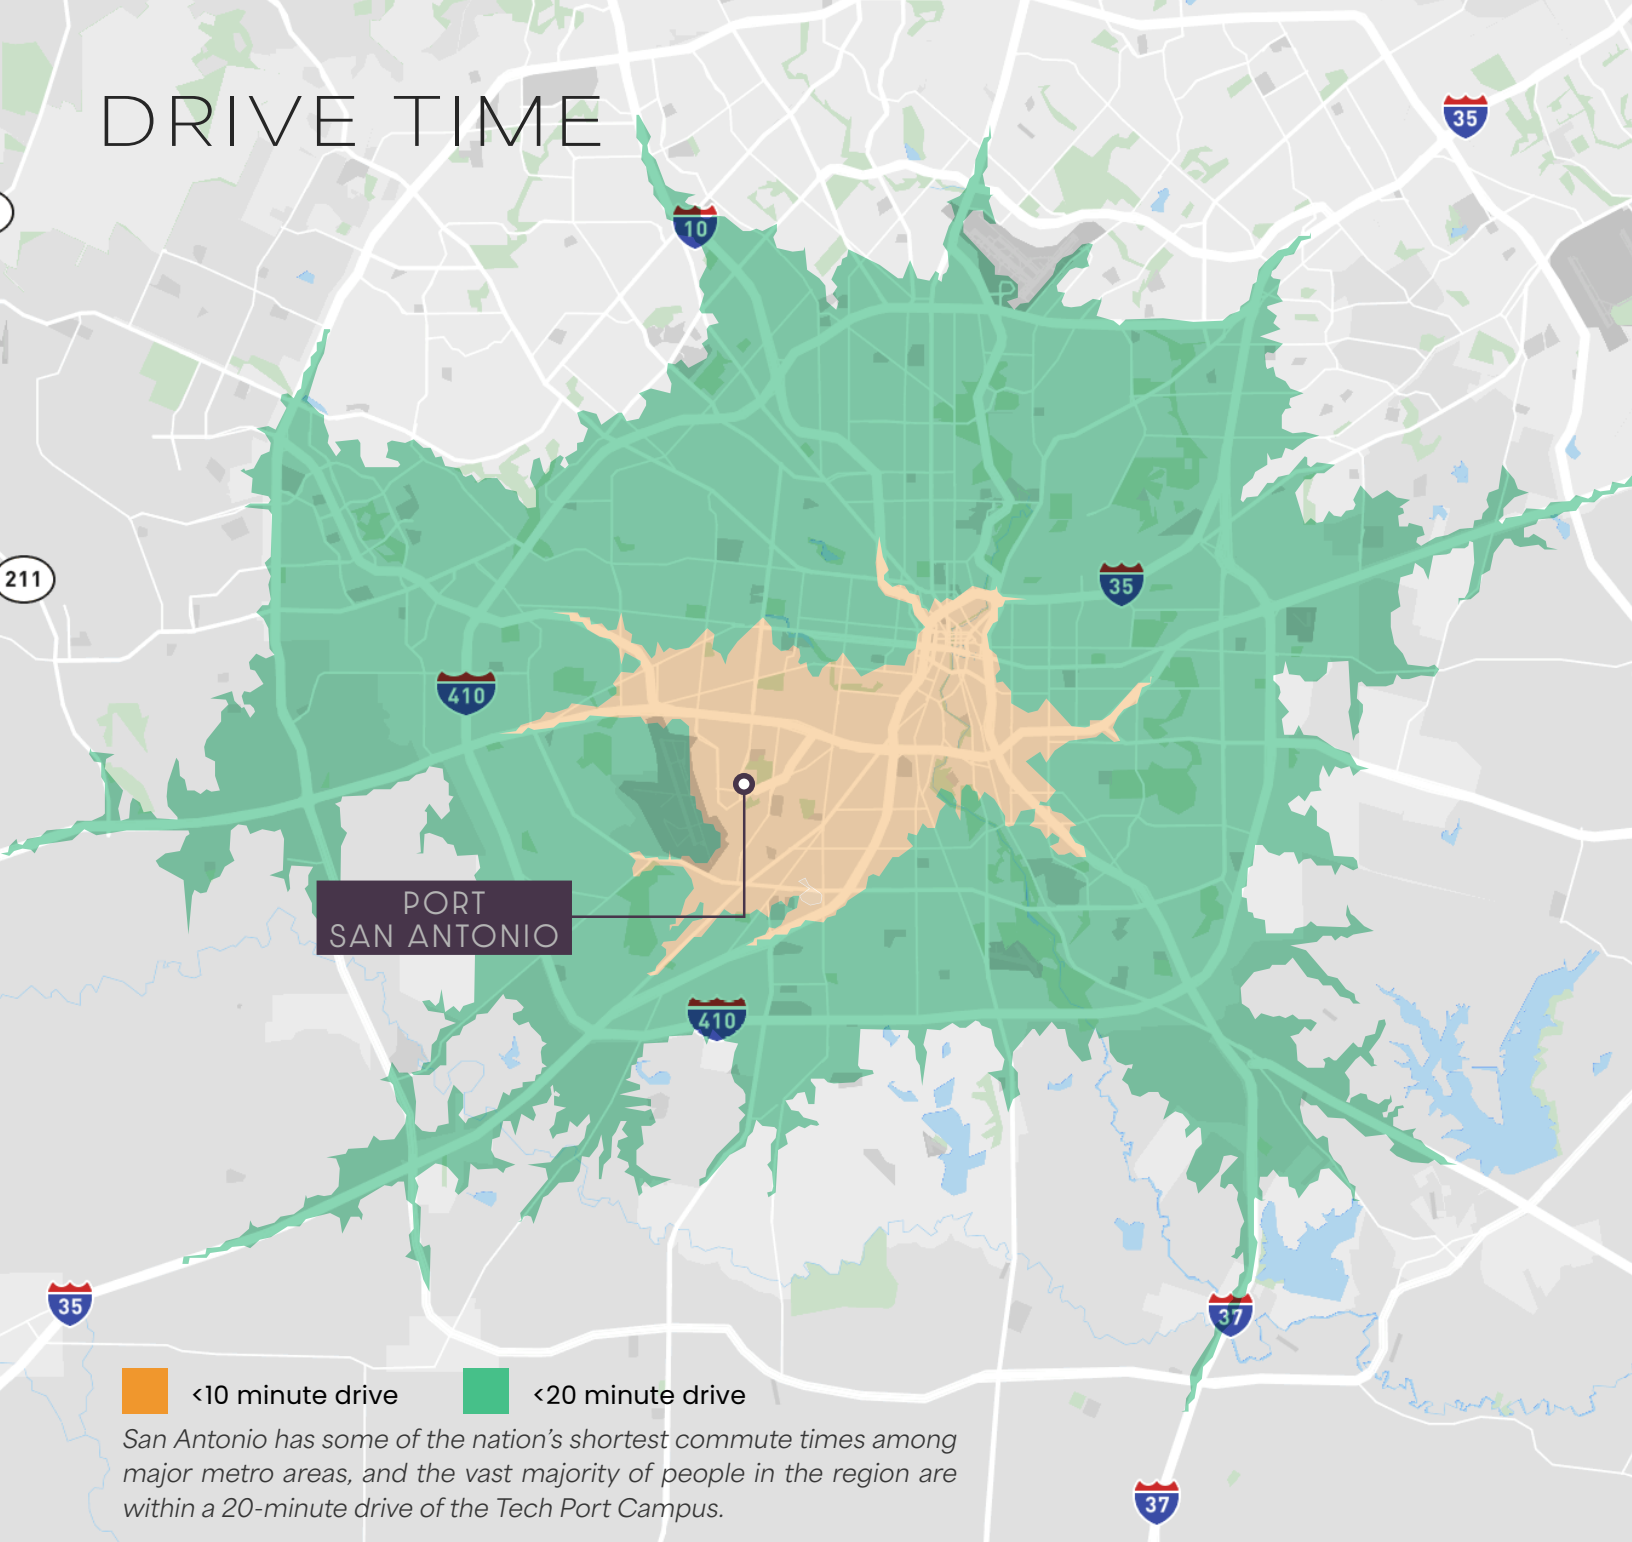 DRIVE TIME
35
10
211
35
410
PORT
SAN ANTONIO
410
35
37
<10 minute drive
<20 minute drive
San Antonio has some of the nation’s shortest commute times among
major metro areas, and the vast majority of people in the region are
within a 20-minute drive of the Tech Port Campus.
37